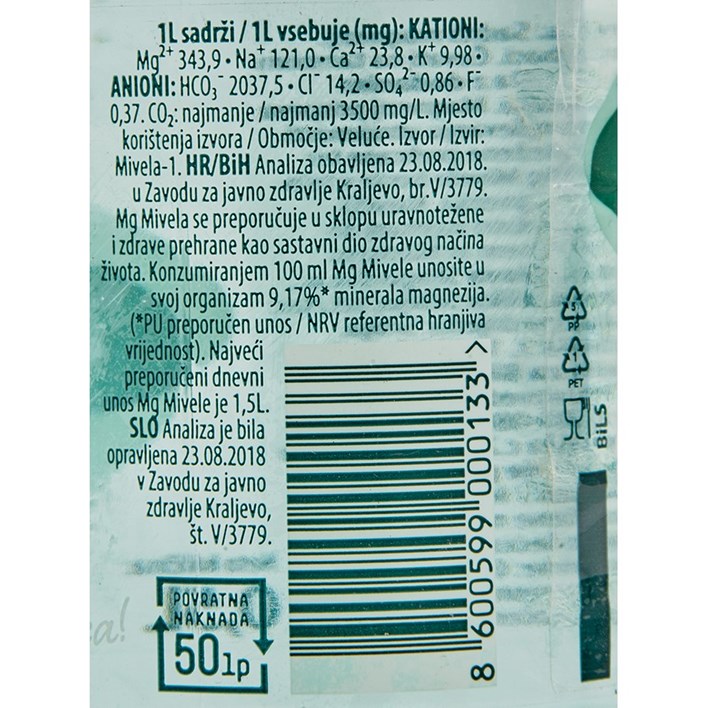 1L sadrži / 1L vsebuje (mg): KATIONI:
Mg²⁺ 343,9 • Na⁺ 121,0 • Ca²⁺ 23,8 • K⁺ 9,98 •
ANIONI: HCO₃⁻ 2037,5 • Cl⁻ 14,2 • SO₄²⁻ 0,86 • F⁻
0,37. CO₂: najmanje / najmanj 3500 mg/L. Mjesto
korištenja izvora / Območje: Veluće. Izvor / Izvir:
Mivela-1. HR/BiH Analiza obavljena 23.08.2018.
u Zavodu za javno zdravlje Kraljevo, br.V/3779.
Mg Mivela se preporučuje u sklopu uravnotežene
i zdrave prehrane kao sastavni dio zdravog načina
života. Konzumiranjem 100 ml Mg Mivele unosite u
svoj organizam 9,17%* minerala magnezija.
(*PU preporučen unos / NRV referentna hranjiva
vrijednost). Najveći
preporučeni dnevni
unos Mg Mivele je 1,5L.
SLO Analiza je bila
opravljena 23.08.2018
v Zavodu za javno
zdravlje Kraljevo,
št. V/3779.
8 600599 000133 >
POVRATNA
NAKNADA
50lp
5
PP
1
PET
BiLS